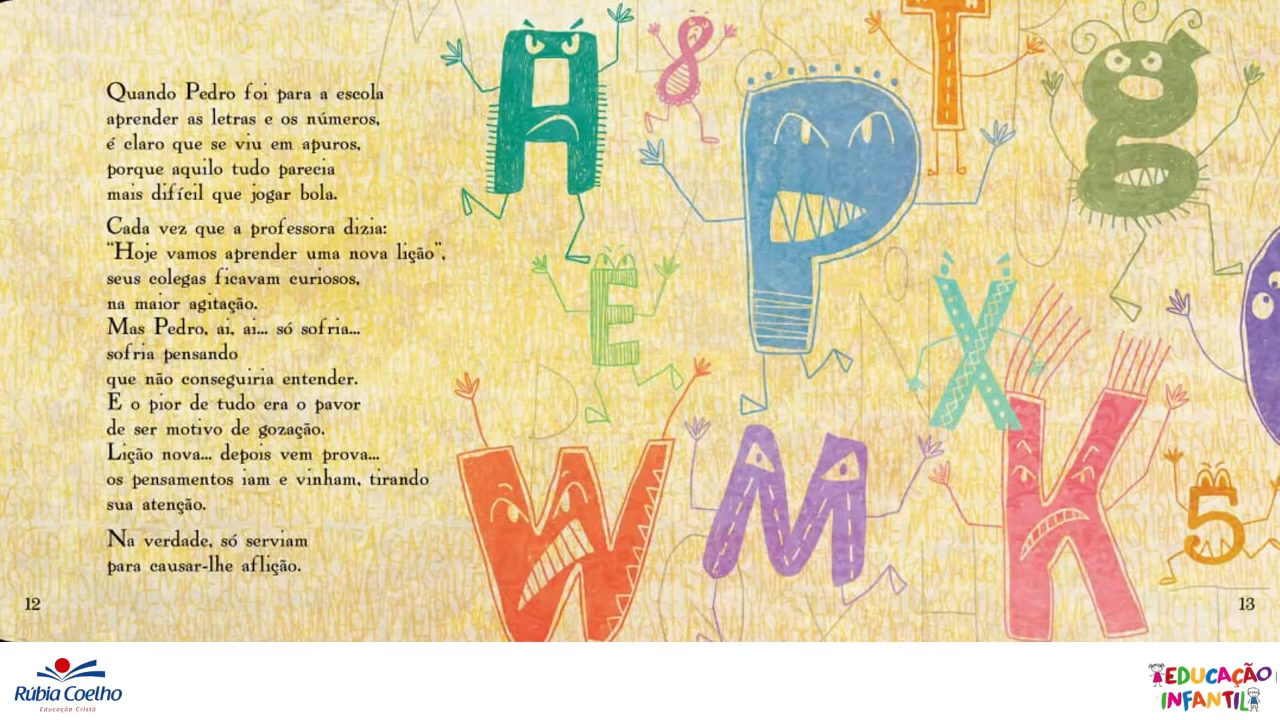 Quando Pedro foi para a escola
aprender as letras e os números,
é claro que se viu em apuros,
porque aquilo tudo parecia
mais difícil que jogar bola.
Cada vez que a professora dizia:
“Hoje vamos aprender uma nova lição”,
seus colegas ficavam curiosos,
na maior agitação.
Mas Pedro, ai, ai... só sofria...
sofria pensando
que não conseguiria entender.
E o pior de tudo era o pavor
de ser motivo de gozação.
Lição nova... depois vem prova...
os pensamentos iam e vinham, tirando
sua atenção.
Na verdade, só serviam
para causar-lhe aflição.
12
A
8
P
T
g
E
X
W
M
K
5
13
Rúbia Coelho
Educação Cristã
EDUCAÇÃO
INFANTIL